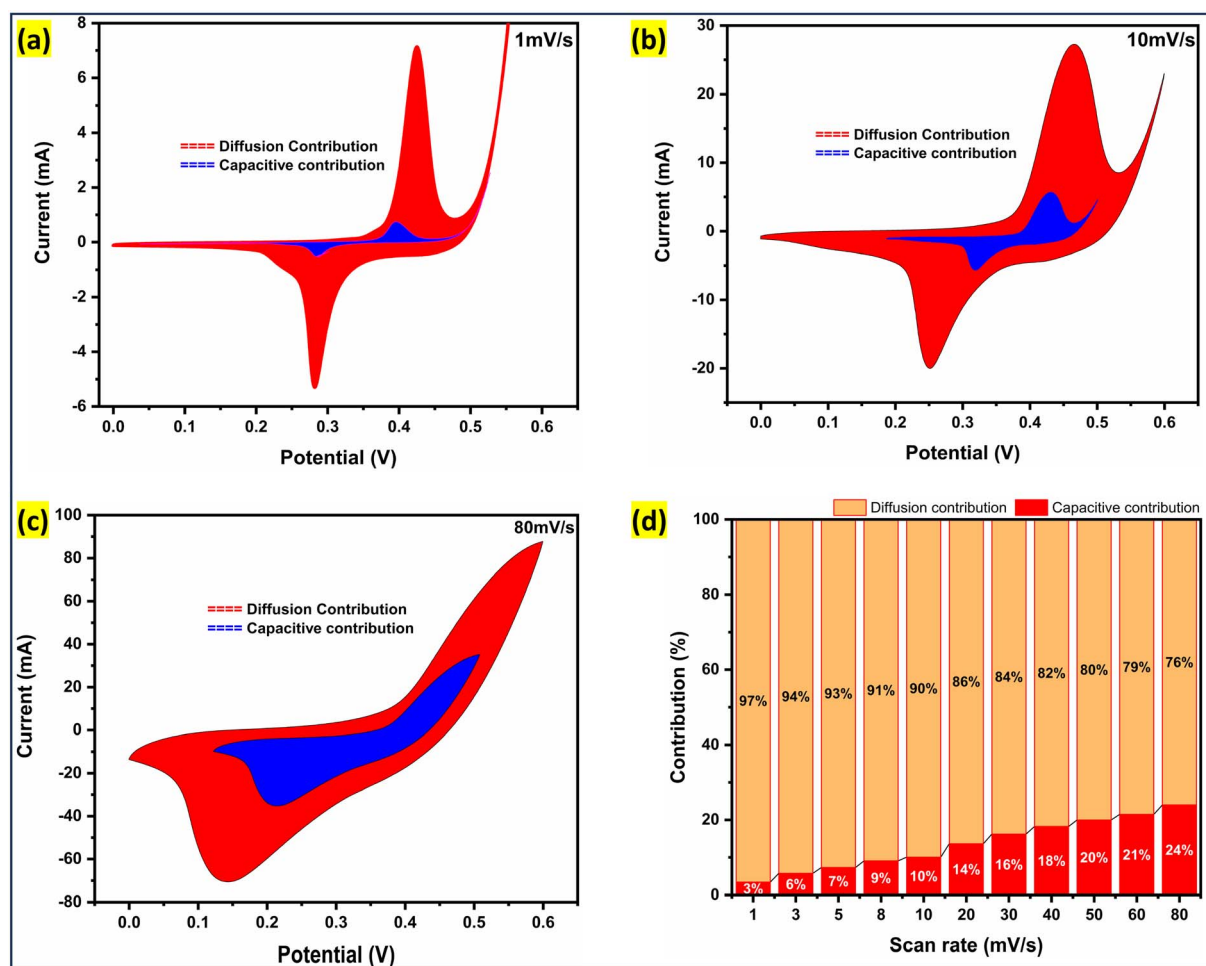 (a)
1mV/s
Diffusion Contribution
Capacitive contribution
Current (mA)
8
6
4
2
0
-2
-4
-6
0.0 0.1 0.2 0.3 0.4 0.5 0.6
Potential (V)
(b)
10mV/s
Diffusion Contribution
Capacitive contribution
Current (mA)
30
20
10
0
-10
-20
0.0 0.1 0.2 0.3 0.4 0.5 0.6
Potential (V)
(c)
80mV/s
Diffusion Contribution
Capacitive contribution
Current (mA)
100
80
60
40
20
0
-20
-40
-60
-80
0.0 0.1 0.2 0.3 0.4 0.5 0.6
Potential (V)
(d)
Diffusion contribution Capacitive contribution
Contribution (%)
100
80
60
40
20
0
97% 94% 93% 91% 90% 86% 84% 82% 80% 79% 76%
3% 6% 7% 9% 10% 14% 16% 18% 20% 21% 24%
1 3 5 8 10 20 30 40 50 60 80
Scan rate (mV/s)